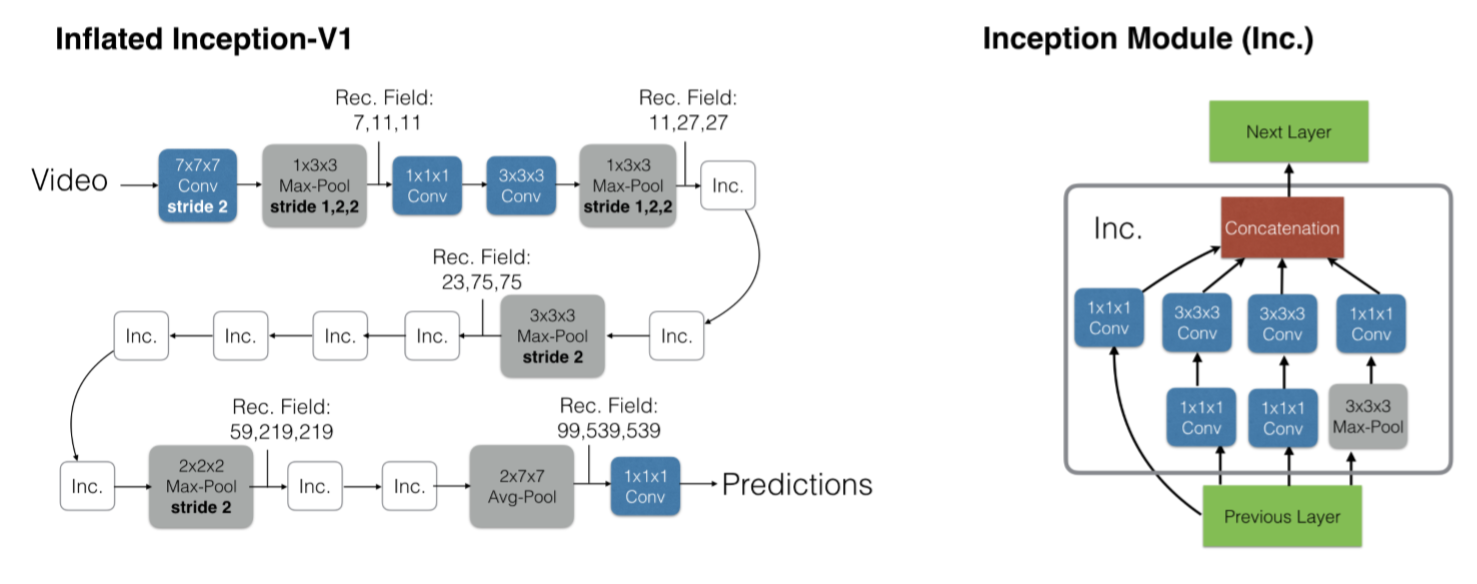 Inflated Inception-V1
Rec. Field:
7,11,11
Rec. Field:
11,27,27
Video
7x7x7
Conv
stride 2
1x3x3
Max-Pool
stride 1,2,2
1x1x1
Conv
3x3x3
Conv
1x3x3
Max-Pool
stride 1,2,2
Inc.
Rec. Field:
23,75,75
Inc.
Inc.
Inc.
Inc.
3x3x3
Max-Pool
stride 2
Inc.
Rec. Field:
59,219,219
Rec. Field:
99,539,539
Inc.
2x2x2
Max-Pool
stride 2
Inc.
Inc.
2x7x7
Avg-Pool
1x1x1
Conv
Predictions
Inception Module (Inc.)
Next Layer
Inc.
Concatenation
1x1x1
Conv
3x3x3
Conv
3x3x3
Conv
1x1x1
Conv
1x1x1
Conv
1x1x1
Conv
3x3x3
Max-Pool
Previous Layer